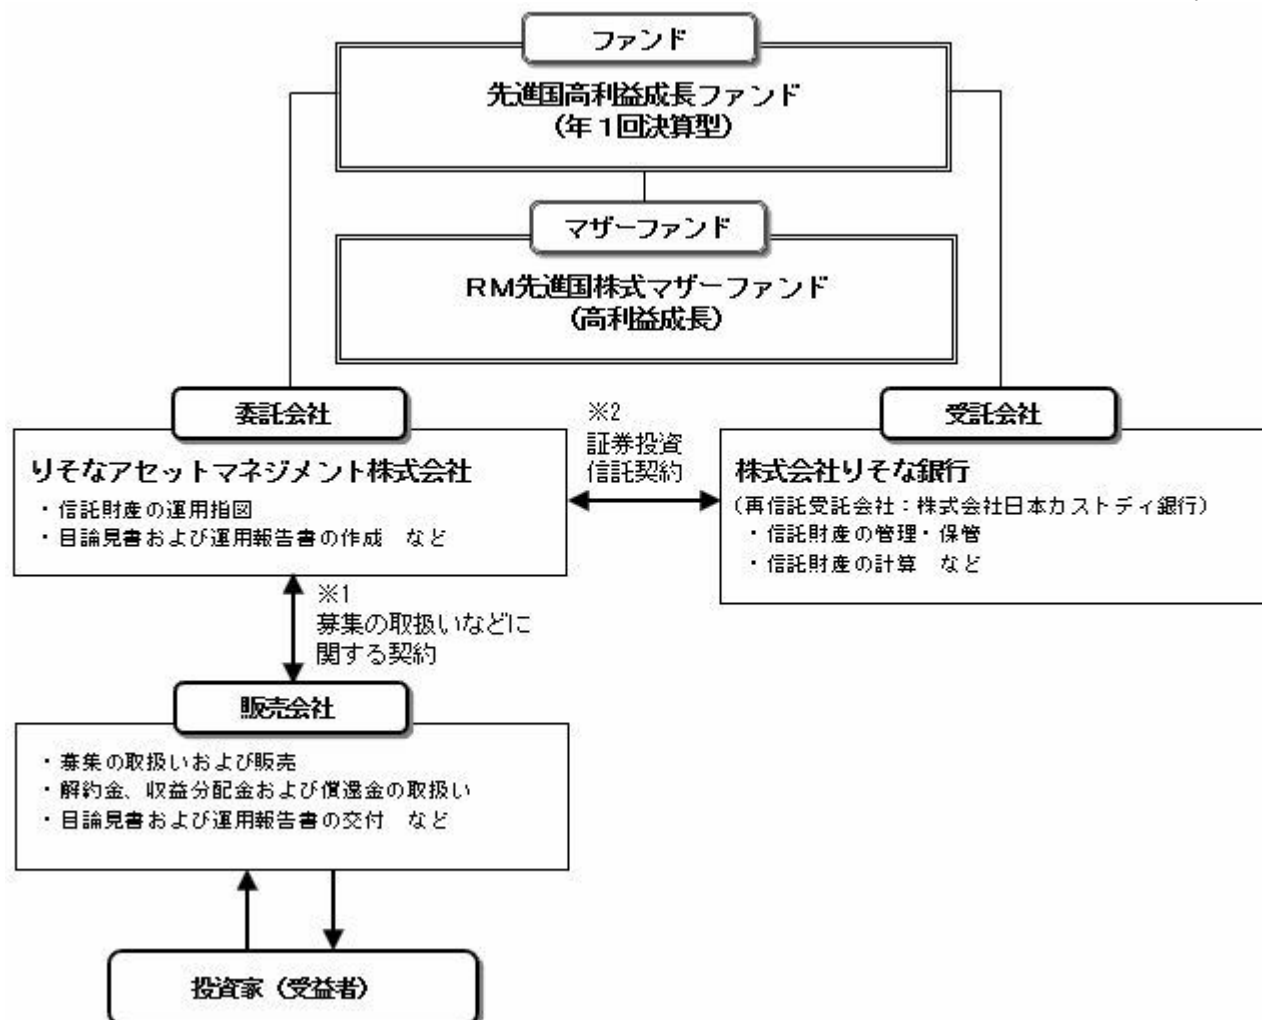 ファンド
先進国高利益成長ファンド
(年1回決算型)
マザーファンド
RM先進国株式マザーファンド
(高利益成長)
委託会社
りそなアセットマネジメント株式会社
・信託財産の運用指図
・目論見書および運用報告書の作成 など
※2
証券投資
信託契約
受託会社
株式会社りそな銀行
(再信託受託会社:株式会社日本カストディ銀行)
・信託財産の管理・保管
・信託財産の計算 など
※1
募集の取扱いなどに
関する契約
販売会社
・募集の取扱いおよび販売
・解約金、収益分配金および償還金の取扱い
・目論見書および運用報告書の交付 など
投資家(受益者)